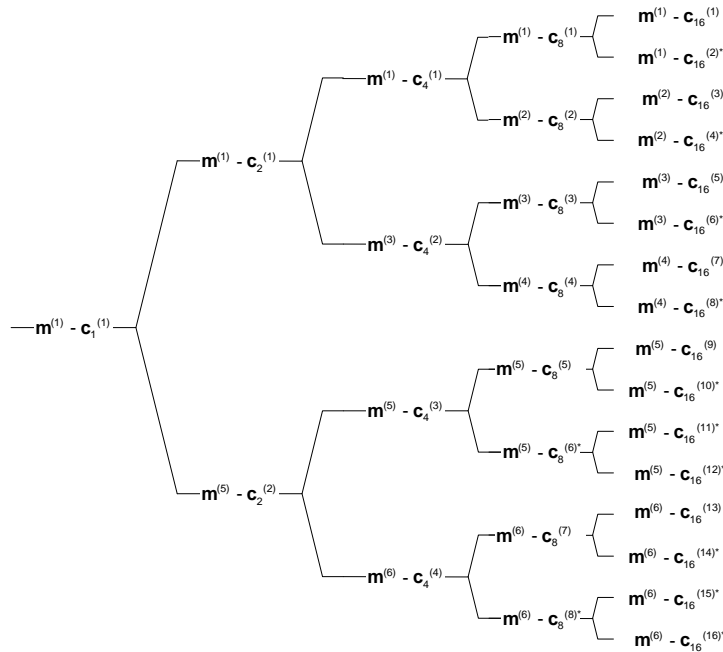 m(1) - c16(1)
m(1) - c8(1)
m(1) - c16(2)*
m(1) - c4(1)
m(2) - c16(3)
m(2) - c8(2)
m(2) - c16(4)*
m(1) - c2(1)
m(3) - c16(5)
m(3) - c8(3)
m(3) - c16(6)*
m(3) - c4(2)
m(4) - c16(7)
m(4) - c8(4)
m(4) - c16(8)*
m(1) - c1(1)
m(5) - c16(9)
m(5) - c8(5)
m(5) - c16(10)*
m(5) - c4(3)
m(5) - c16(11)*
m(5) - c8(6)*
m(5) - c16(12)*
m(5) - c2(2)
m(6) - c16(13)
m(6) - c8(7)
m(6) - c16(14)*
m(6) - c4(4)
m(6) - c16(15)*
m(6) - c8(8)*
m(6) - c16(16)*